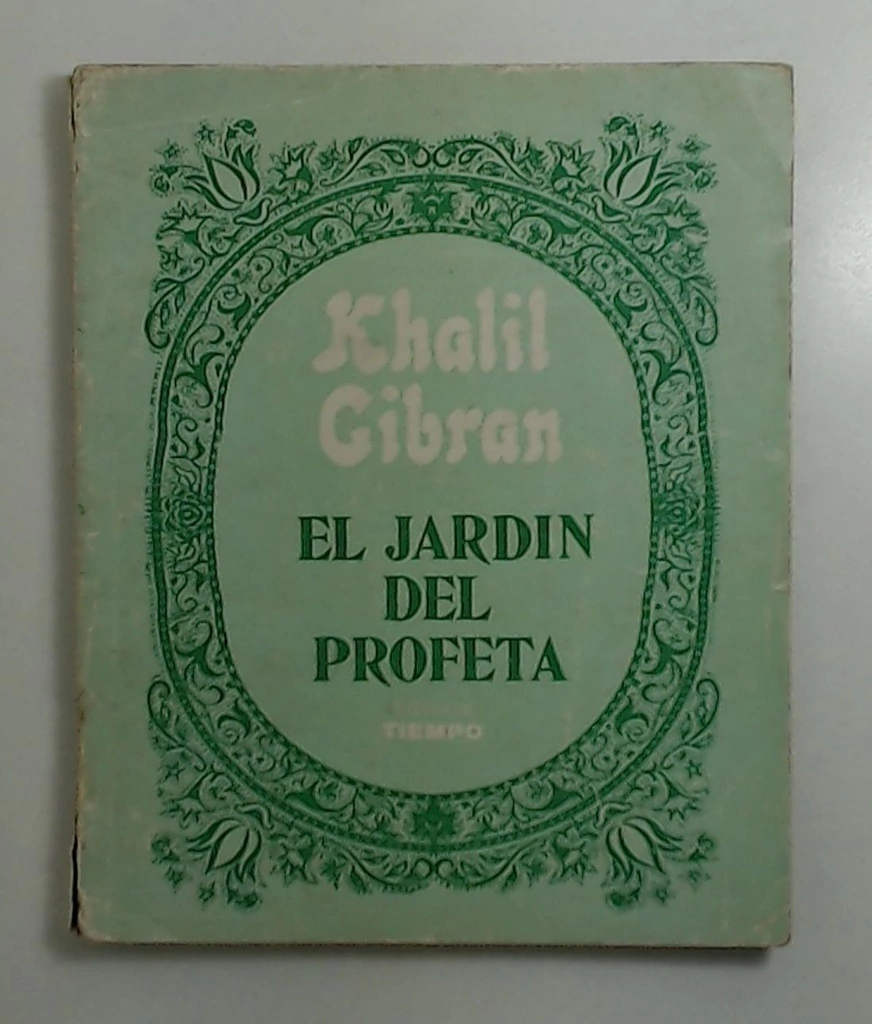 Khalil
Gibran
EL JARDIN
DEL
PROFETA
TIEMPO